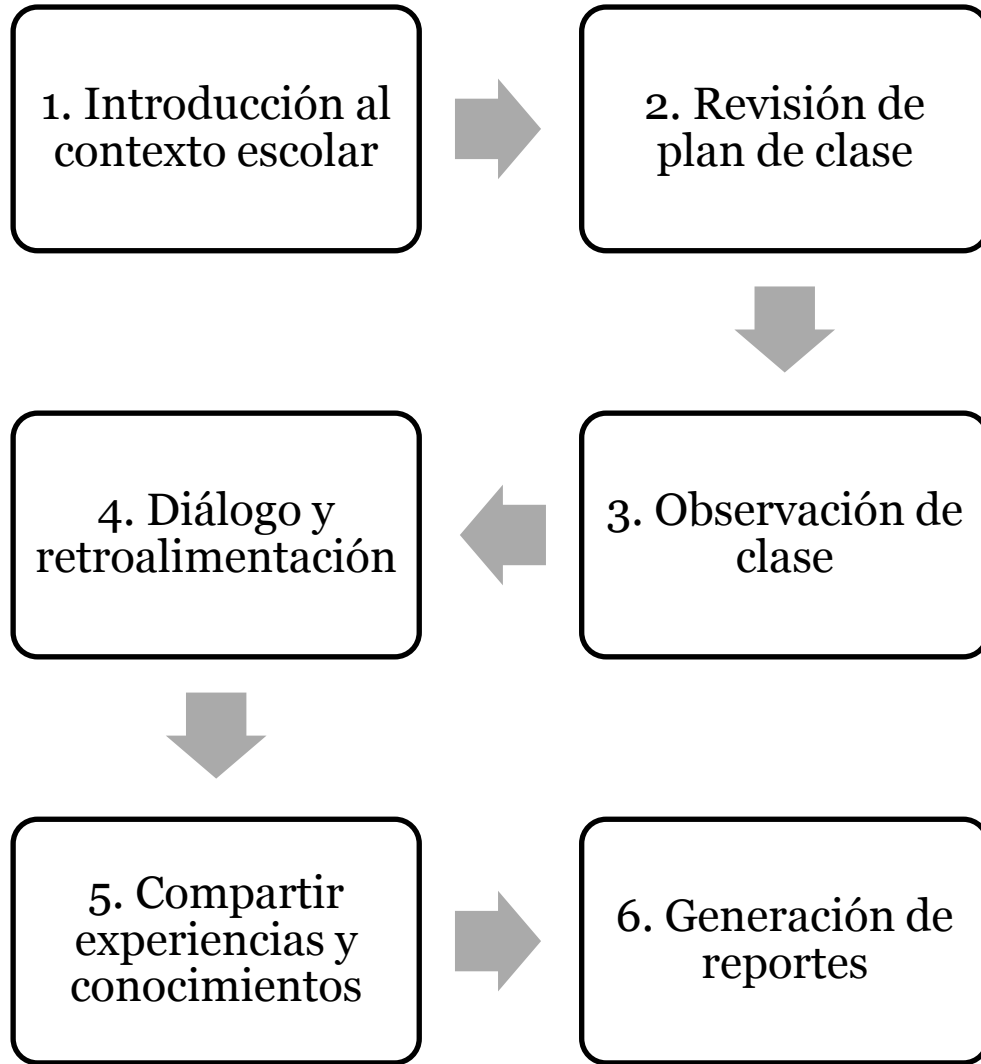 1. Introducción al
contexto escolar
2. Revisión de
plan de clase
3. Observación de
clase
4. Diálogo y
retroalimentación
5. Compartir
experiencias y
conocimientos
6. Generación de
reportes